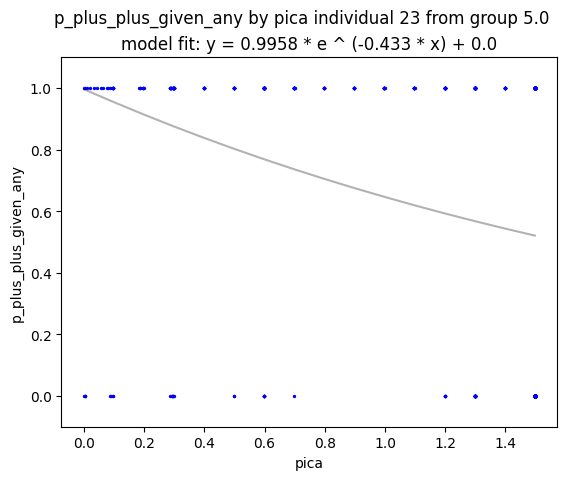 p_plus_plus_given_any by pica individual 23 from group 5.0
model fit: y = 0.9958 * e ^ (-0.433 * x) + 0.0
p_plus_plus_given_any
1.0
0.8
0.6
0.4
0.2
0.0
0.0 0.2 0.4 0.6 0.8 1.0 1.2 1.4
pica